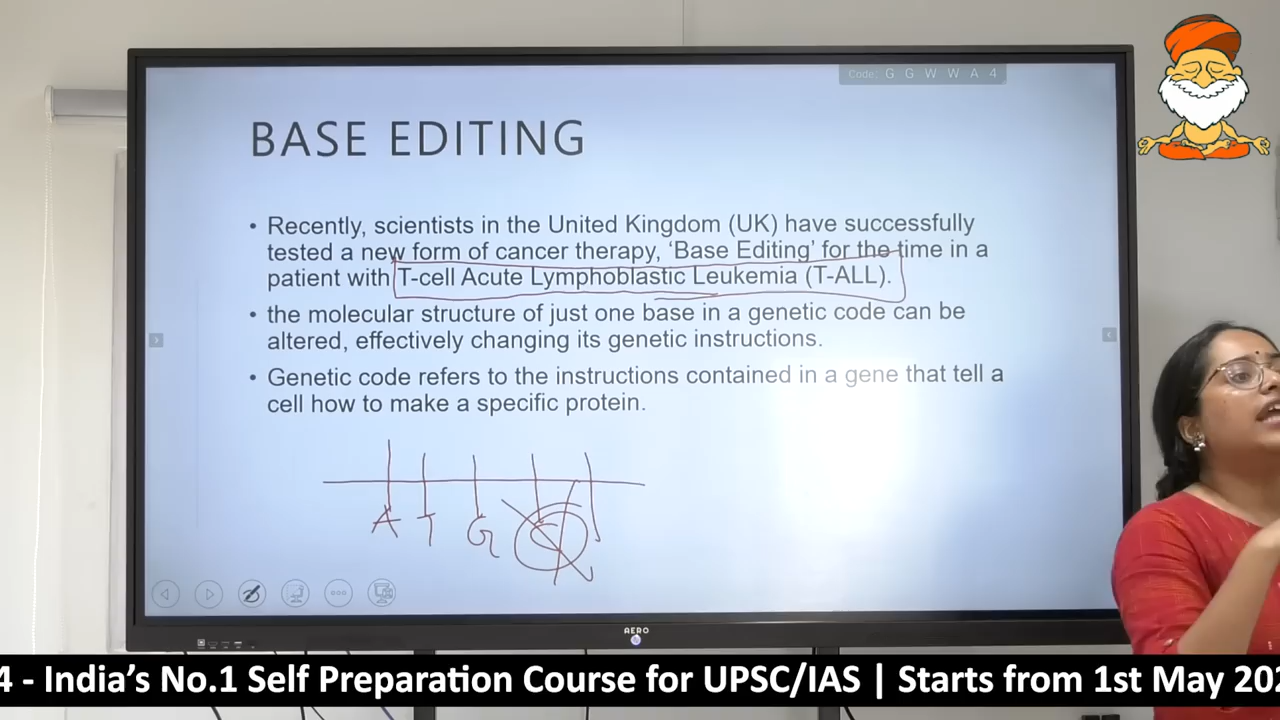 Code: G G W W A 4
BASE EDITING
• Recently, scientists in the United Kingdom (UK) have successfully
tested a new form of cancer therapy, ‘Base Editing’ for the time in a
patient with T-cell Acute Lymphoblastic Leukemia (T-ALL).
• the molecular structure of just one base in a genetic code can be
altered, effectively changing its genetic instructions.
• Genetic code refers to the instructions contained in a gene that tell a
cell how to make a specific protein.
A T G C
AERO
4 - India’s No.1 Self Preparation Course for UPSC/IAS | Starts from 1st May 202